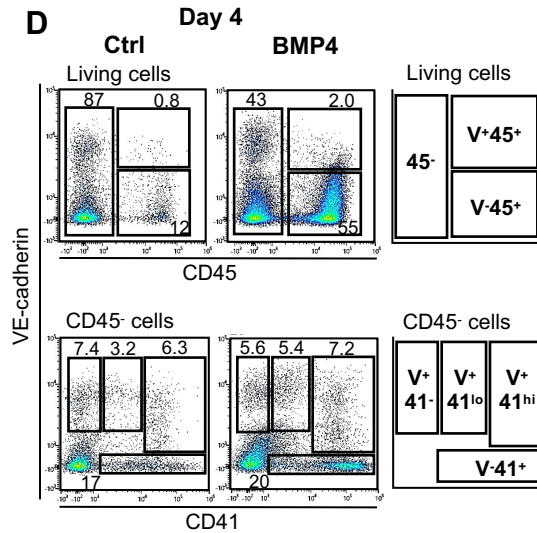 D
Day 4
Ctrl
BMP4
Living cells
Living cells
87 0.8
43 2.0
12
55
45-
V+45+
V-45+
VE-cadherin
CD45
CD45- cells
CD45- cells
7.4 3.2 6.3
5.6 5.4 7.2
17
20
V+
41-
V+
41lo
V+
41hi
V-41+
CD41